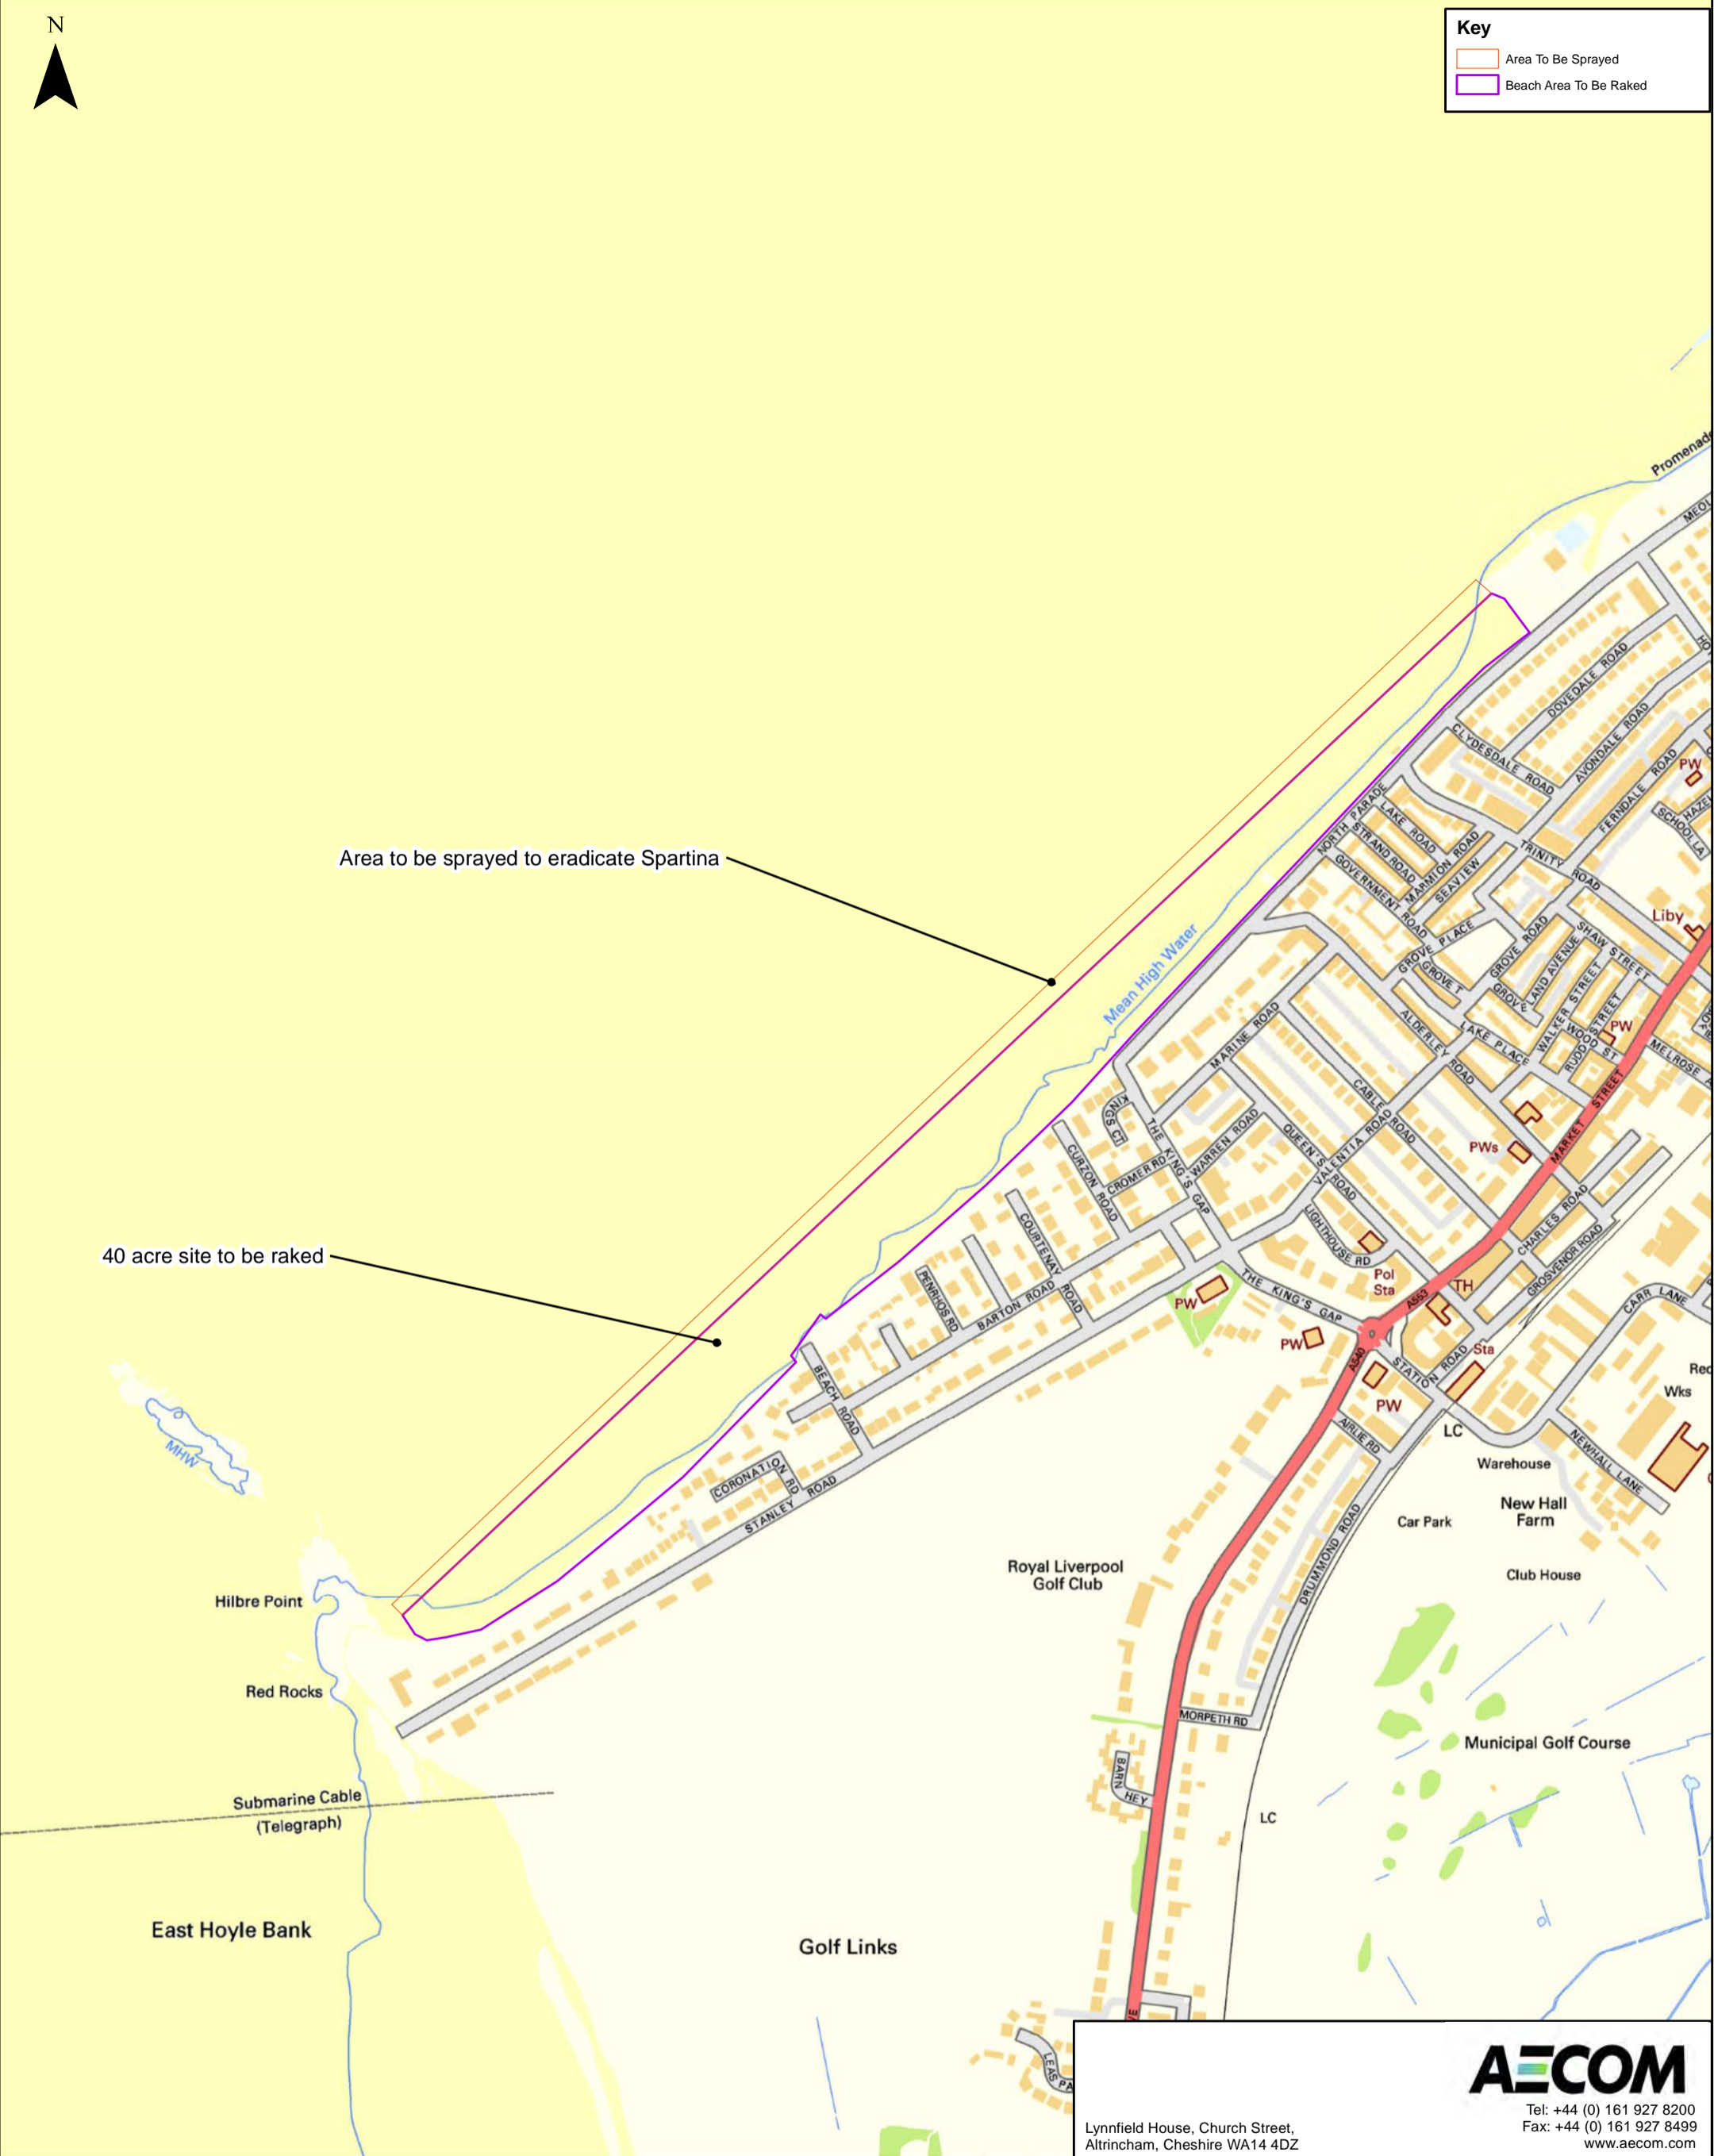 N
Key
Area To Be Sprayed
Beach Area To Be Raked
Promenade
DOVEDALE ROAD
AVONDALE ROAD
CLYDESDALE ROAD
FERNDALE ROAD
PW
SCHOOL LA
NORTH PARADE
LAKE ROAD
STRAND ROAD
MARMION ROAD
SEAVIEW
GOVERNMENT ROAD
TRINITY ROAD
Area to be sprayed to eradicate Spartina
Liby
GROVE PLACE
GROVE T
GROVE ROAD
SHAW STREET
GROVE
LAND AVENUE
WALKER STREET
RUDD STREET
WOOD ST
PW
LAKE PLACE
ALDERLEY ROAD
MELROSE
Mean High Water
MARINE ROAD
CABLE ROAD
MARKET STREET
PWs
KINGS CT
THE KING'S GAP
WARREN ROAD
QUEEN'S ROAD
VALENTIA ROAD
CURZON ROAD
CROMER RD
LIGHTHOUSE RD
CHARLES ROAD
GROSVENOR ROAD
COURTENAY ROAD
40 acre site to be raked
PENRHOS RD
BARTON ROAD
PW
THE KING'S GAP
Pol
Sta
A553
TH
CARR LANE
PW
A540
STATION ROAD
Sta
Wks
BEACH ROAD
PW
AIRLIE RD
LC
NEWHALL LANE
MHW
CORONATION RD
STANLEY ROAD
Warehouse
New Hall
Farm
Car Park
Royal Liverpool
Golf Club
DRUMMOND ROAD
Club House
Hilbre Point
Red Rocks
MORPETH RD
Municipal Golf Course
BARN HEY
Submarine Cable
(Telegraph)
LC
East Hoyle Bank
Golf Links
LEAS PA
AECOM
Tel: +44 (0) 161 927 8200
Lynnfield House, Church Street,
Fax: +44 (0) 161 927 8499
Altrincham, Cheshire WA14 4DZ
www.aecom.com